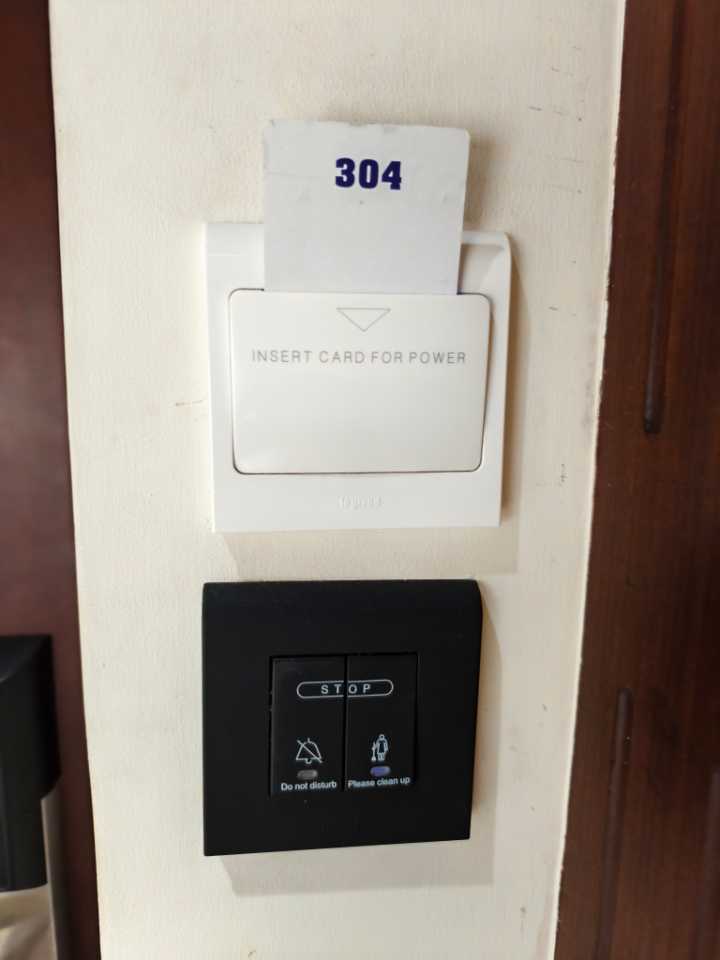 304
INSERT CARD FOR POWER
STOP
Do not disturb Please clean up